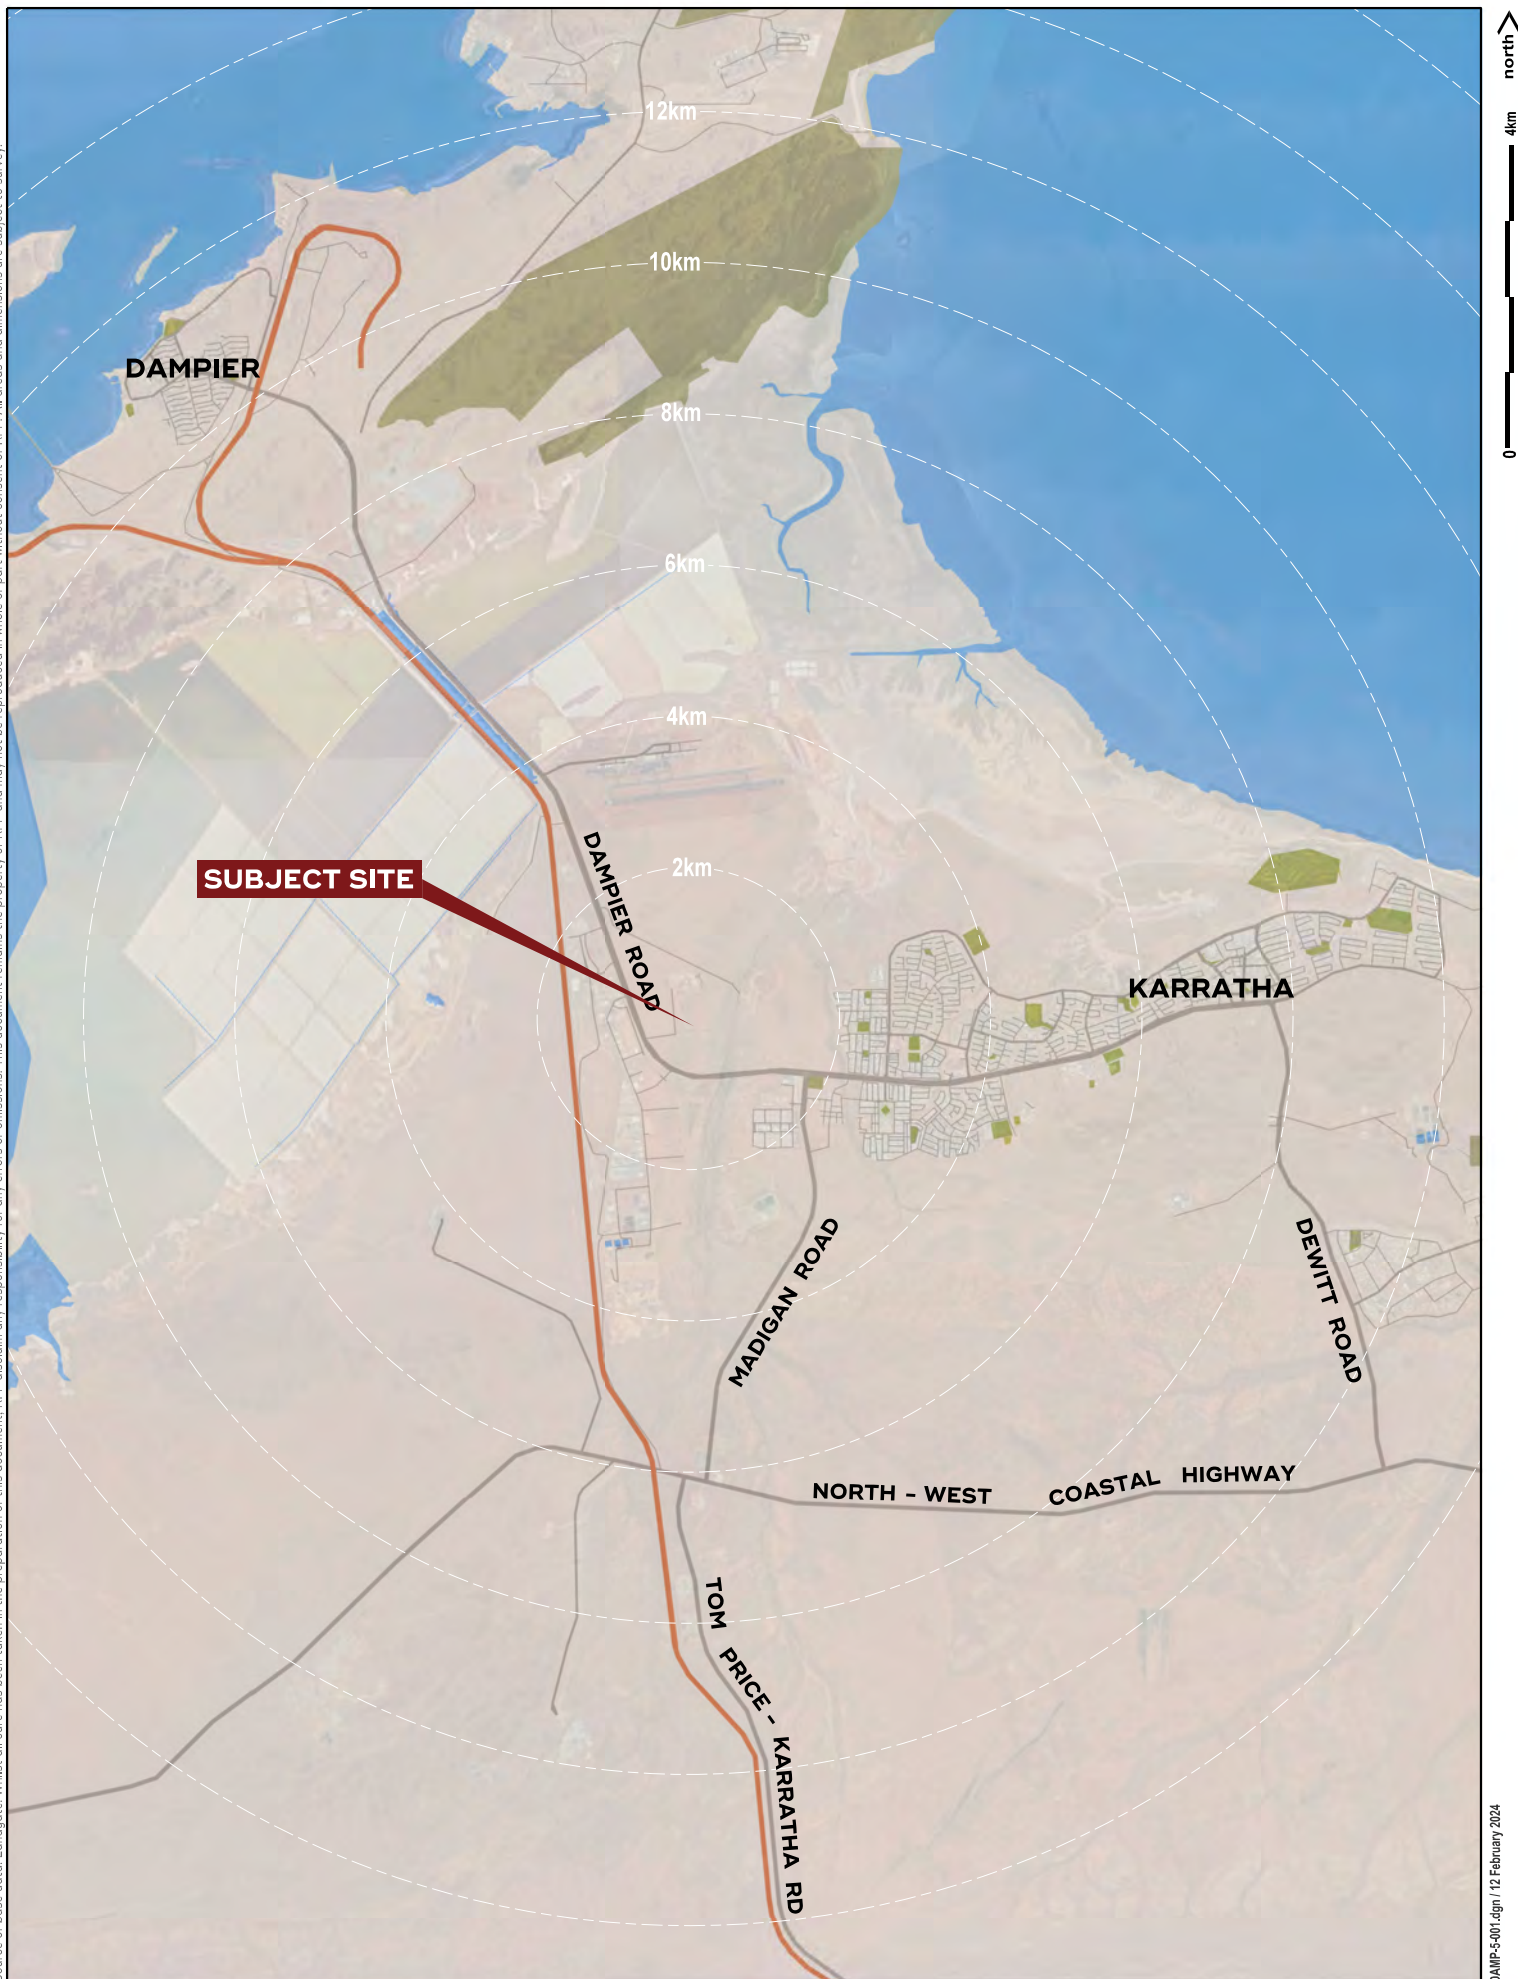 north
4km
0
12km
10km
DAMPIER
8km
6km
4km
2km
DAMPIER ROAD
SUBJECT SITE
KARRATHA
MADIGAN ROAD
DEWITT ROAD
NORTH - WEST COASTAL HIGHWAY
TOM PRICE - KARRATHA RD
DAMP-5-001.dgn / 12 February 2024